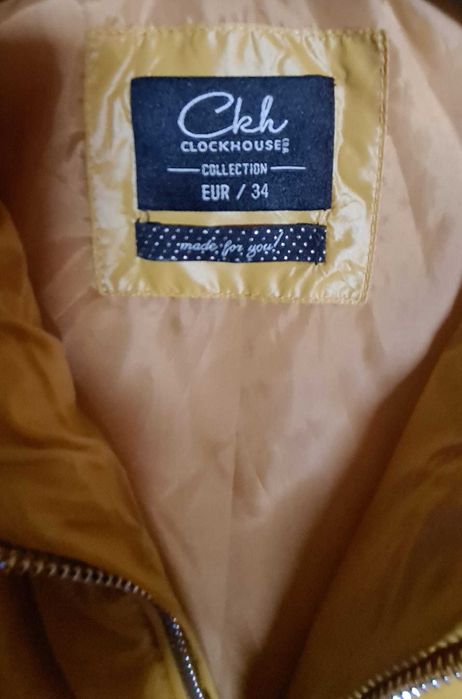 Ckh
CLOCKHOUSE C&A
COLLECTION
EUR / 34
made for you!